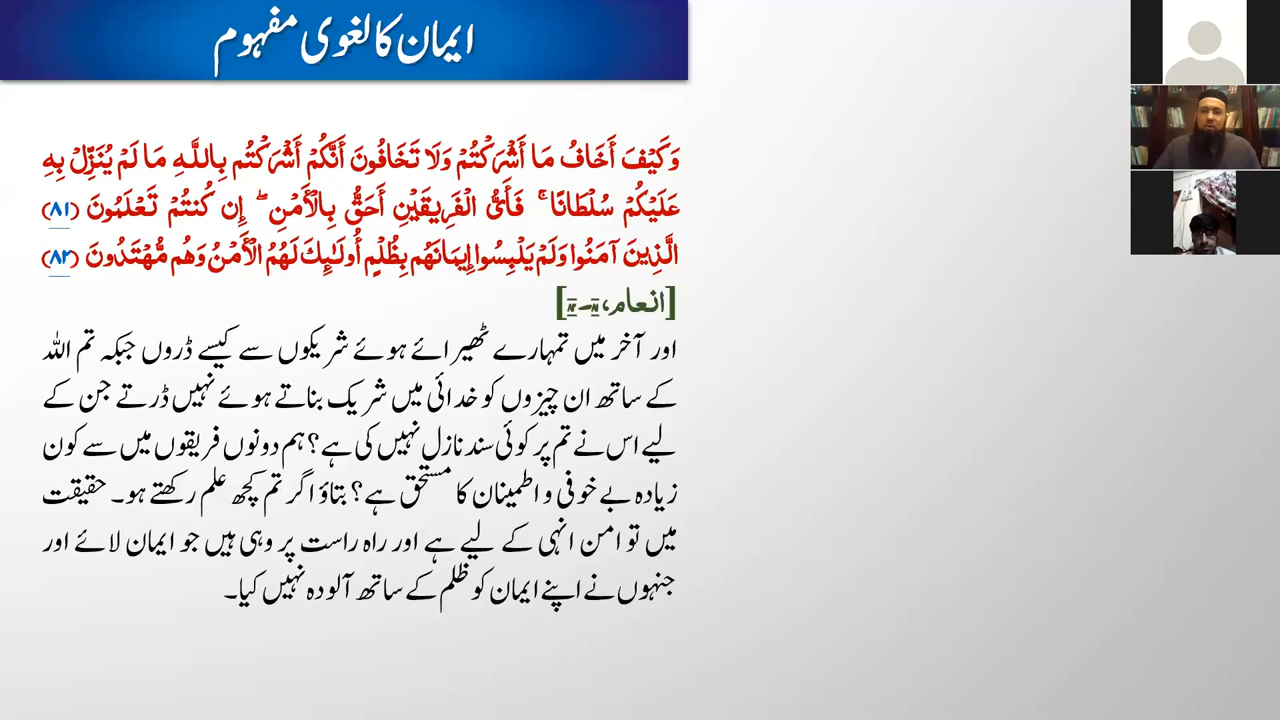 ایمان کا لغوی مفہوم
وَكَيْفَ أَخَافُ مَا أَشْرَكْتُمْ وَلَا تَخَافُونَ أَنَّكُمْ أَشْرَكْتُم بِاللَّـهِ مَا لَمْ يُنَزِّلْ بِهِ
عَلَيْكُمْ سُلْطَانًا ۚ فَأَيُّ الْفَرِيقَيْنِ أَحَقُّ بِالْأَمْنِ ۖ إِن كُنتُمْ تَعْلَمُونَ ﴿٨١﴾
الَّذِينَ آمَنُوا وَلَمْ يَلْبِسُوا إِيمَانَهُم بِظُلْمٍ أُولَـٰئِكَ لَهُمُ الْأَمْنُ وَهُم مُّهْتَدُونَ ﴿٨٢﴾
[انعام،
اور آخر میں تمہارے ٹھیرائے ہوئے شریکوں سے کیسے ڈروں جبکہ تم اللہ
کے ساتھ ان چیزوں کو خدائی میں شریک بناتے ہوئے نہیں ڈرتے جن کے
لیے اس نے تم پر کوئی سند نازل نہیں کی ہے؟ ہم دونوں فریقوں میں سے کون
زیادہ بے خوفی و اطمینان کا مستحق ہے؟ بتاؤ اگر تم کچھ علم رکھتے ہو۔ حقیقت
میں تو امن انہی کے لیے ہے اور راہ راست پر وہی ہیں جو ایمان لائے اور
جنہوں نے اپنے ایمان کو ظلم کے ساتھ آلودہ نہیں کیا۔